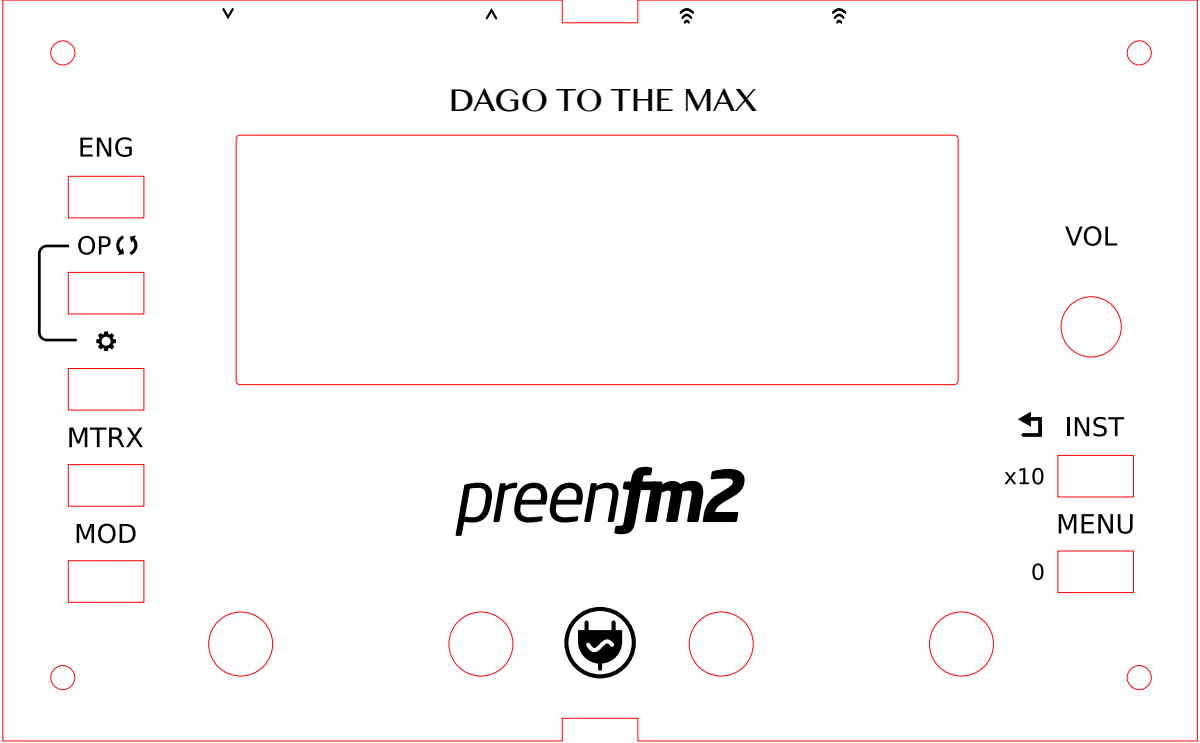 DAGO TO THE MAX
ENG
OP
VOL
MTRX
INST
x10
preenfm2
MENU
MOD
0